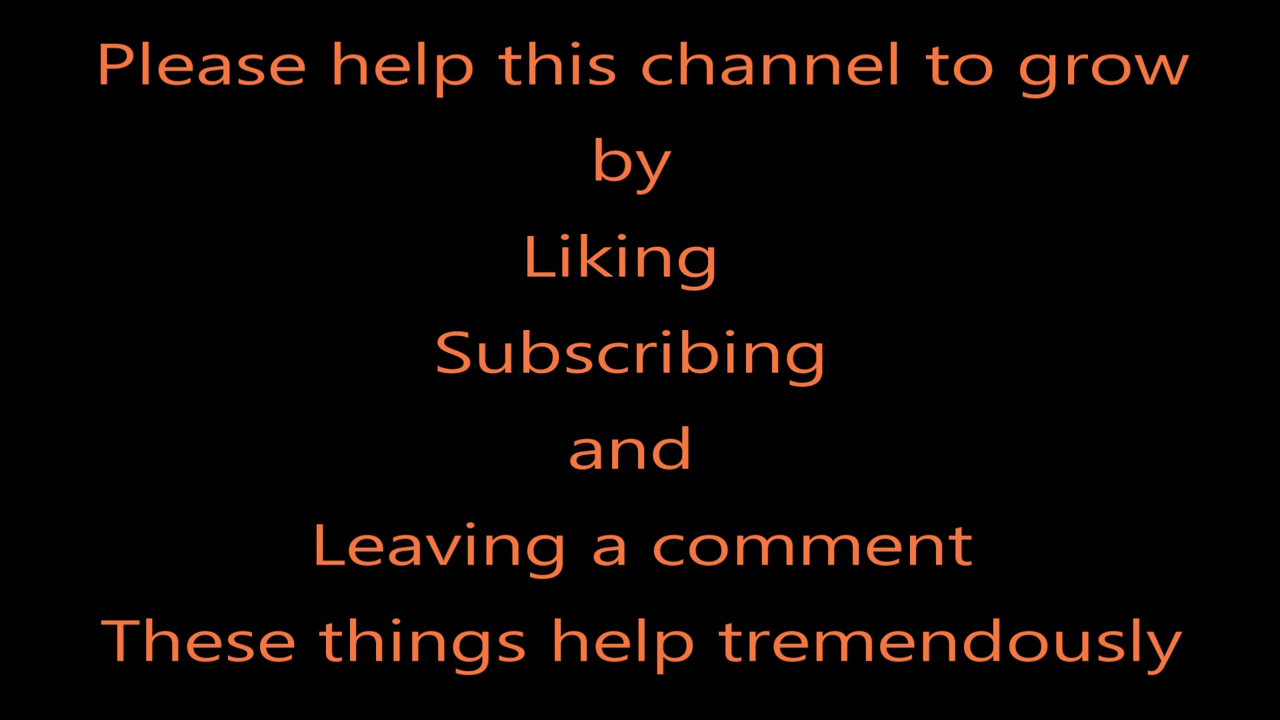 Please help this channel to grow
by
Liking
Subscribing
and
Leaving a comment
These things help tremendously